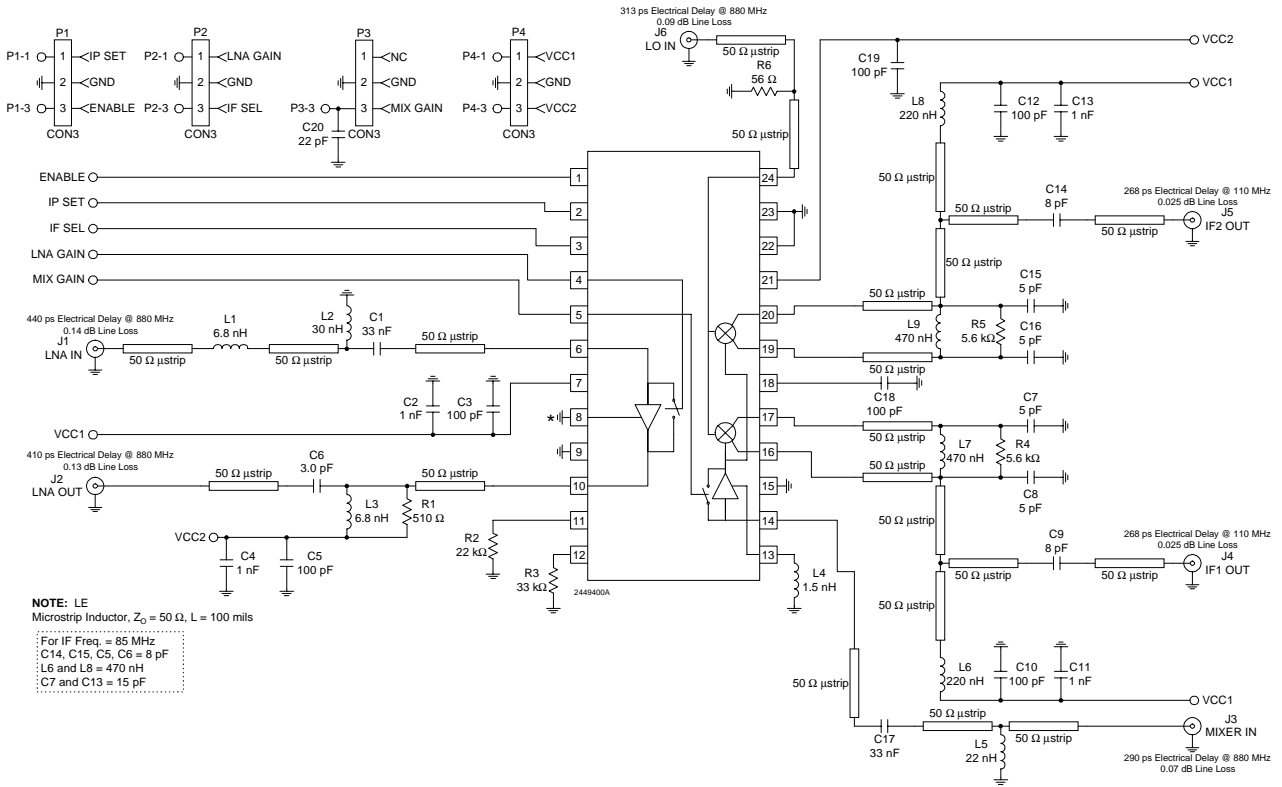 313 ps Electrical Delay @ 880 MHz
0.09 dB Line Loss
J6
LO IN
50 Ω µstrip
R6
56 Ω
50 Ω µstrip
P1
P1-1
1
IP SET
2
GND
P1-3
3
ENABLE
CON3
P2
P2-1
1
LNA GAIN
2
GND
P2-3
3
IF SEL
CON3
P3
1
NC
2
GND
P3-3
3
MIX GAIN
CON3
C20
22 pF
P4
P4-1
1
VCC1
2
GND
P4-3
3
VCC2
CON3
VCC2
C19
100 pF
VCC1
L8
220 nH
C12
100 pF
C13
1 nF
50 Ω µstrip
C14
8 pF
268 ps Electrical Delay @ 110 MHz
0.025 dB Line Loss
J5
IF2 OUT
50 Ω µstrip
50 Ω µstrip
50 Ω µstrip
C15
5 pF
50 Ω µstrip
L9
470 nH
R5
5.6 kΩ
C16
5 pF
50 Ω µstrip
C18
100 pF
ENABLE
IP SET
IF SEL
LNA GAIN
MIX GAIN
1
2
3
4
5
6
7
8
9
10
11
12
24
23
22
21
20
19
18
17
16
15
14
13
2449400A
440 ps Electrical Delay @ 880 MHz
0.14 dB Line Loss
J1
LNA IN
50 Ω µstrip
L1
6.8 nH
50 Ω µstrip
L2
30 nH
C1
33 nF
50 Ω µstrip
C2
1 nF
C3
100 pF
*
VCC1
410 ps Electrical Delay @ 880 MHz
0.13 dB Line Loss
J2
LNA OUT
50 Ω µstrip
C6
3.0 pF
50 Ω µstrip
L3
6.8 nH
R1
510 Ω
VCC2
C4
1 nF
C5
100 pF
R2
22 kΩ
R3
33 kΩ
L4
1.5 nH
50 Ω µstrip
L7
470 nH
R4
5.6 kΩ
C7
5 pF
50 Ω µstrip
C8
5 pF
50 Ω µstrip
C9
8 pF
268 ps Electrical Delay @ 110 MHz
0.025 dB Line Loss
J4
IF1 OUT
50 Ω µstrip
50 Ω µstrip
50 Ω µstrip
L6
220 nH
C10
100 pF
C11
1 nF
VCC1
50 Ω µstrip
C17
33 nF
50 Ω µstrip
L5
22 nH
50 Ω µstrip
J3
MIXER IN
290 ps Electrical Delay @ 880 MHz
0.07 dB Line Loss
NOTE: LE
Microstrip Inductor, ZO = 50 Ω, L = 100 mils
For IF Freq. = 85 MHz
C14, C15, C5, C6 = 8 pF
L6 and L8 = 470 nH
C7 and C13 = 15 pF